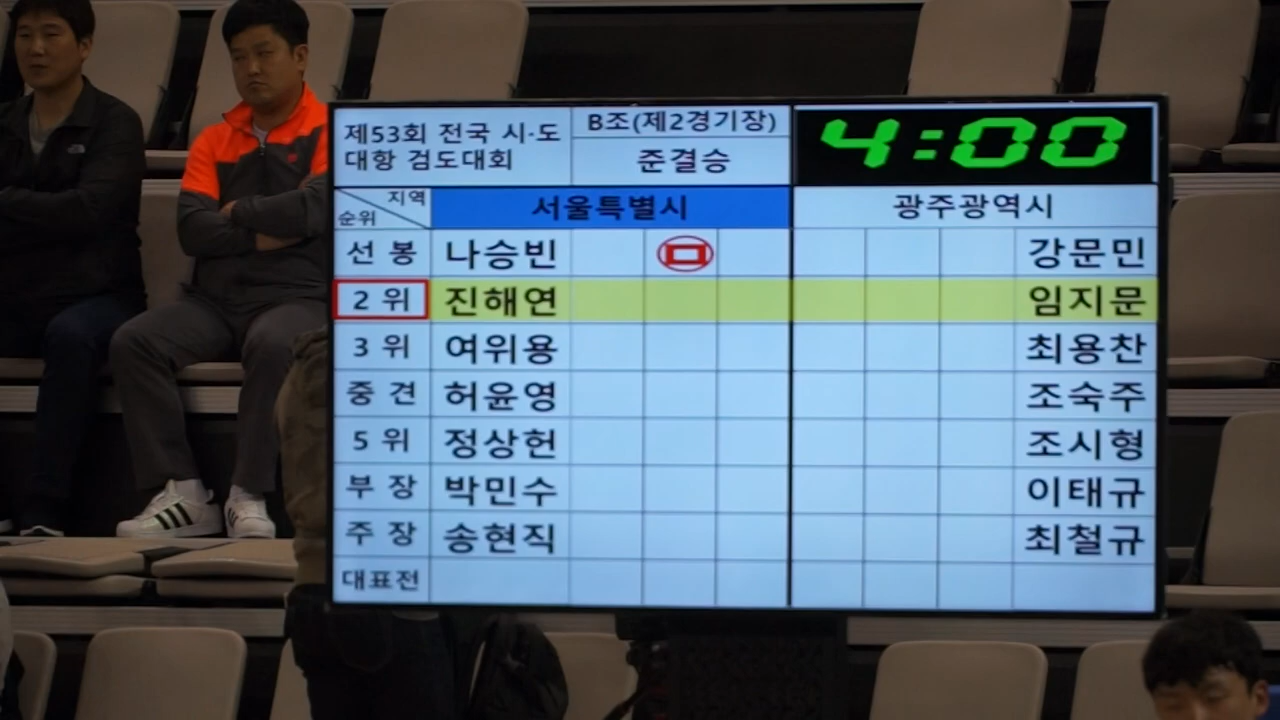 제53회 전국 시·도
대항 검도대회
B조(제2경기장)
준결승
4:00
지역
순위
서울특별시
광주광역시
선 봉 나승빈 ㅁ 강문민
2 위 진해연 임지문
3 위 여위용 최용찬
중 견 허윤영 조숙주
5 위 정상헌 조시형
부 장 박민수 이태규
주 장 송현직 최철규
대표전